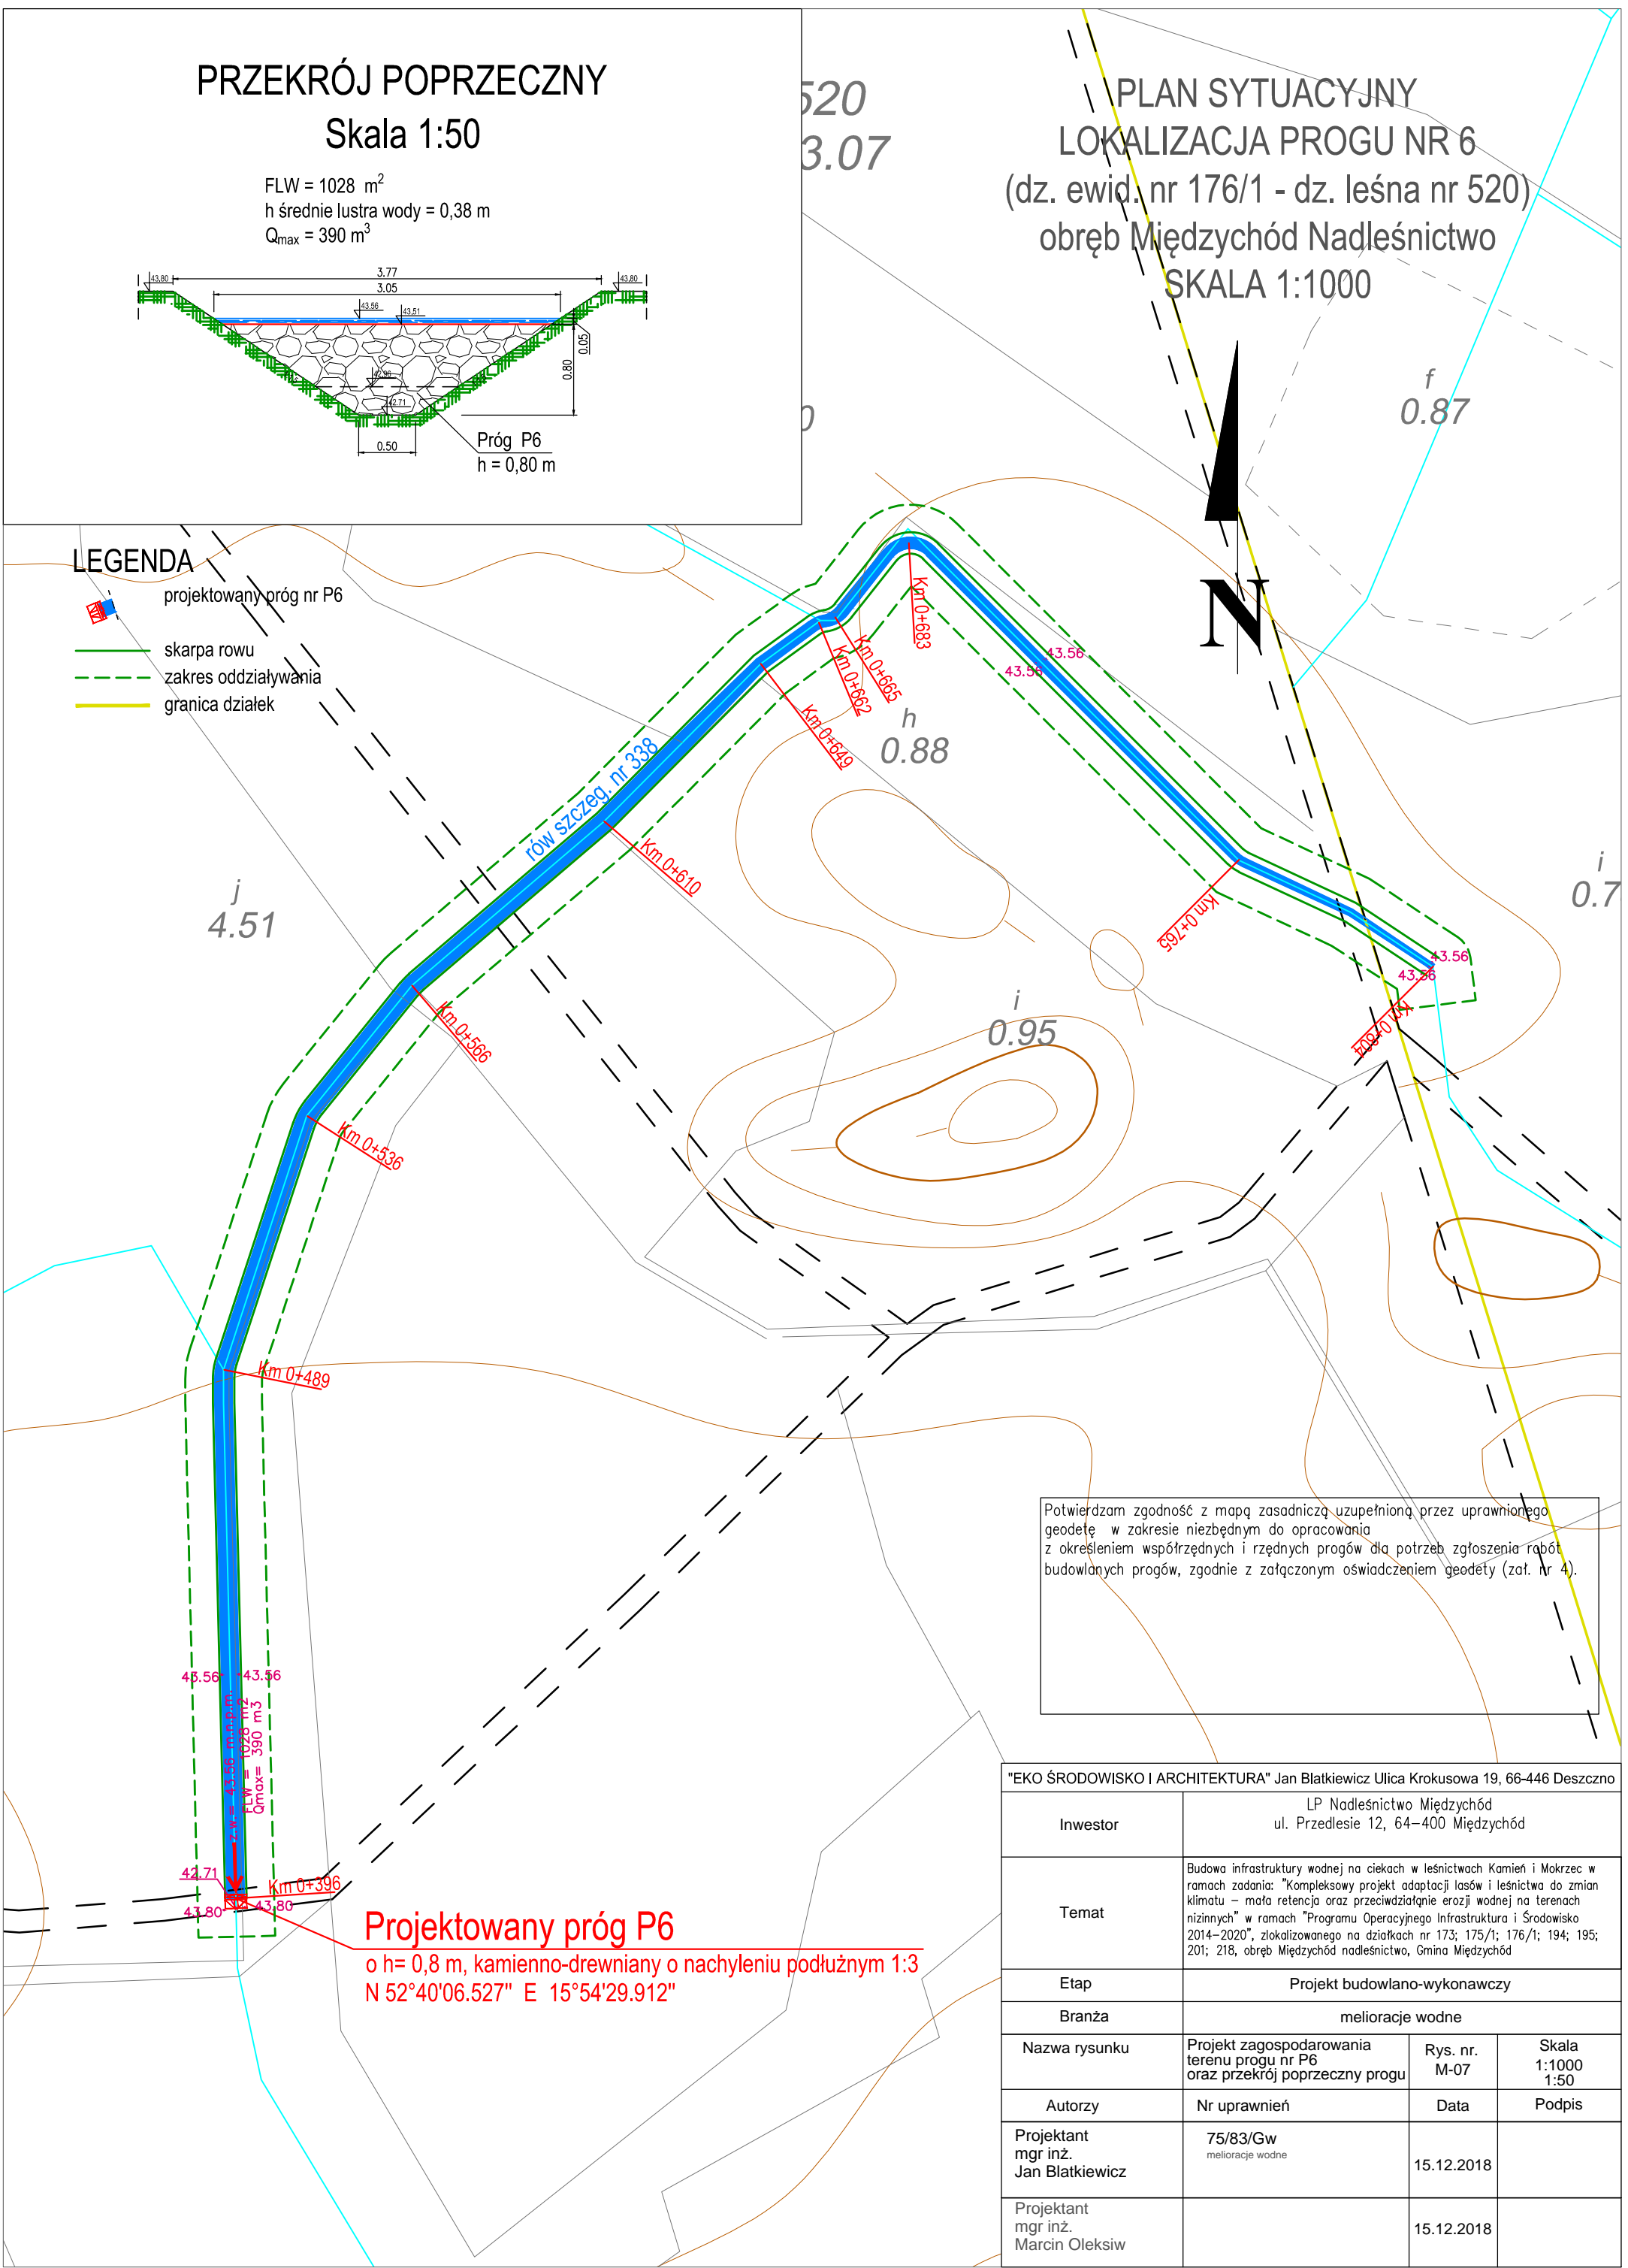 PRZEKRÓJ POPRZECZNY
Skala 1:50
FLW = 1028 m²
h średnie lustra wody = 0,38 m
Qmax = 390 m³
3.77
3.05
43.80
43.80
43.56
43.51
42.71
0.05
0.80
0.50
Próg P6
h = 0,80 m
520
3.07
PLAN SYTUACYJNY
LOKALIZACJA PROGU NR 6
(dz. ewid. nr 176/1 - dz. leśna nr 520)
obręb Międzychód Nadleśnictwo
SKALA 1:1000
f
0.87
N
LEGENDA
projektowany próg nr P6
skarpa rowu
zakres oddziaływania
granica działek
Km 0+683
Km 0+665
Km 0+662
Km 0+649
43.56
43.56
h
0.88
rów szczeg. nr 338
Km 0+610
j
4.51
i
0.7
Km 0+765
43.56
43.56
Km 0+804
i
0.95
Km 0+566
Km 0+536
Km 0+489
Potwierdzam zgodność z mapą zasadniczą uzupełnioną przez uprawnionego
geodetę w zakresie niezbędnym do opracowania
z określeniem współrzędnych i rzędnych progów dla potrzeb zgłoszenia robót
budowlanych progów, zgodnie z załączonym oświadczeniem geodety (zał. nr 4).
43.56
43.56
43.56 m.n.p.m.
FLW = 1028 m2
Qmax= 390 m3
42.71
Km 0+396
43.80
43.80
Projektowany próg P6
o h= 0,8 m, kamienno-drewniany o nachyleniu podłużnym 1:3
N 52°40'06.527" E 15°54'29.912"
"EKO ŚRODOWISKO I ARCHITEKTURA" Jan Blatkiewicz Ulica Krokusowa 19, 66-446 Deszczno
Inwestor
LP Nadleśnictwo Międzychód
ul. Przedlesie 12, 64-400 Międzychód
Temat
Budowa infrastruktury wodnej na ciekach w leśnictwach Kamień i Mokrzec w
ramach zadania: "Kompleksowy projekt adaptacji lasów i leśnictwa do zmian
klimatu – mała retencja oraz przeciwdziałanie erozji wodnej na terenach
nizinnych" w ramach "Programu Operacyjnego Infrastruktura i Środowisko
2014-2020", zlokalizowanego na działkach nr 173; 175/1; 176/1; 194; 195;
201; 218, obręb Międzychód nadleśnictwo, Gmina Międzychód
Etap
Projekt budowlano-wykonawczy
Branża
melioracje wodne
Nazwa rysunku
Projekt zagospodarowania
terenu progu nr P6
oraz przekrój poprzeczny progu
Rys. nr.
M-07
Skala
1:1000
1:50
Autorzy
Nr uprawnień
Data
Podpis
Projektant
mgr inż.
Jan Blatkiewicz
75/83/Gw
melioracje wodne
15.12.2018
Projektant
mgr inż.
Marcin Oleksiw
15.12.2018